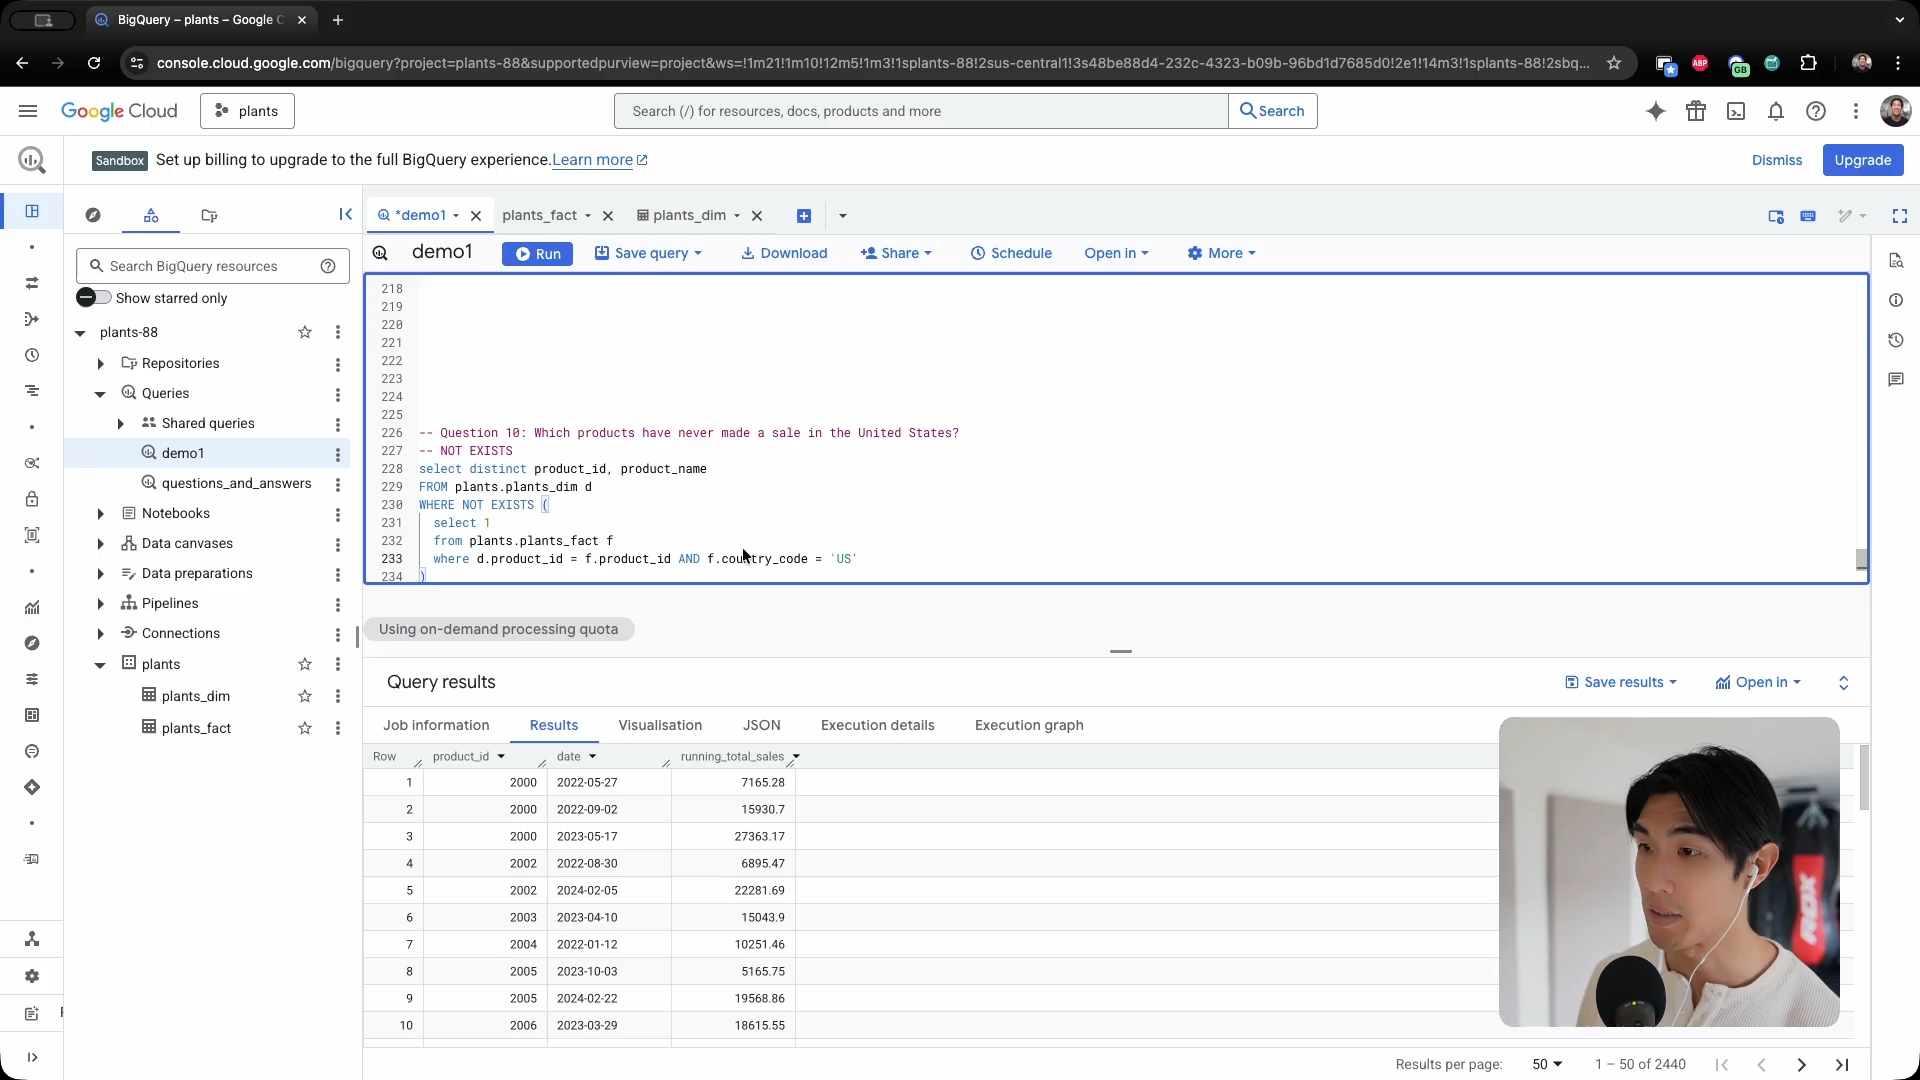 BigQuery – plants – Google C
console.cloud.google.com/bigquery?project=plants-88&supportedpurview=project&ws=!1m21!1m10!12m5!1m3!1splants-88!2sus-central1!3s48be88d4-232c-4323-b09b-96bd1d7685d0!2e1!14m3!1splants-88!2sbq...
ABP
GB
Google Cloud
plants
Search (/) for resources, docs, products and more
Search
Sandbox
Set up billing to upgrade to the full BigQuery experience. Learn more
Dismiss
Upgrade
*demo1
plants_fact
plants_dim
Search BigQuery resources
Show starred only
plants-88
Repositories
Queries
Shared queries
demo1
questions_and_answers
Notebooks
Data canvases
Data preparations
Pipelines
Connections
plants
plants_dim
plants_fact
demo1
Run
Save query
Download
Share
Schedule
Open in
More
218
219
220
221
222
223
224
225
226 -- Question 10: Which products have never made a sale in the United States?
227 -- NOT EXISTS
228 select distinct product_id, product_name
229 FROM plants.plants_dim d
230 WHERE NOT EXISTS (
231 select 1
232 from plants.plants_fact f
233 where d.product_id = f.product_id AND f.country_code = 'US'
234 )
Using on-demand processing quota
Query results
Save results
Open in
Job information
Results
Visualisation
JSON
Execution details
Execution graph
Row product_id date running_total_sales
1 2000 2022-05-27 7165.28
2 2000 2022-09-02 15930.7
3 2000 2023-05-17 27363.17
4 2002 2022-08-30 6895.47
5 2002 2024-02-05 22281.69
6 2003 2023-04-10 15043.9
7 2004 2022-01-12 10251.46
8 2005 2023-10-03 5165.75
9 2005 2024-02-22 19568.86
10 2006 2023-03-29 18615.55
RDX
Results per page: 50 1 – 50 of 2440